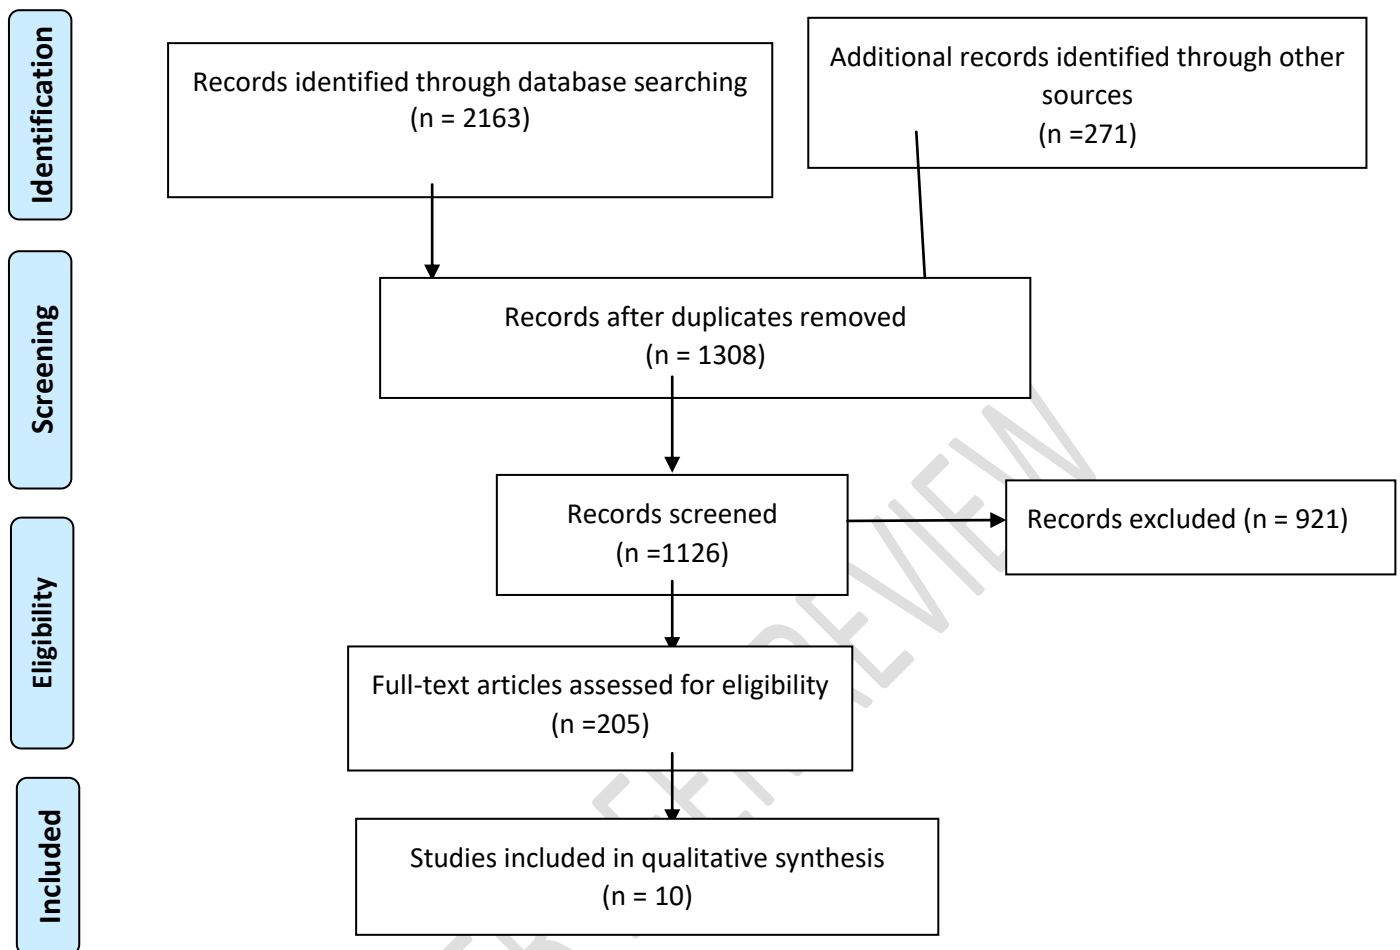 Identification
Records identified through database searching
(n = 2163)
Additional records identified through other
sources
(n =271)
Screening
Records after duplicates removed
(n = 1308)
Records screened
(n =1126)
Records excluded (n = 921)
Eligibility
Full-text articles assessed for eligibility
(n =205)
Included
Studies included in qualitative synthesis
(n = 10)
REVIEW